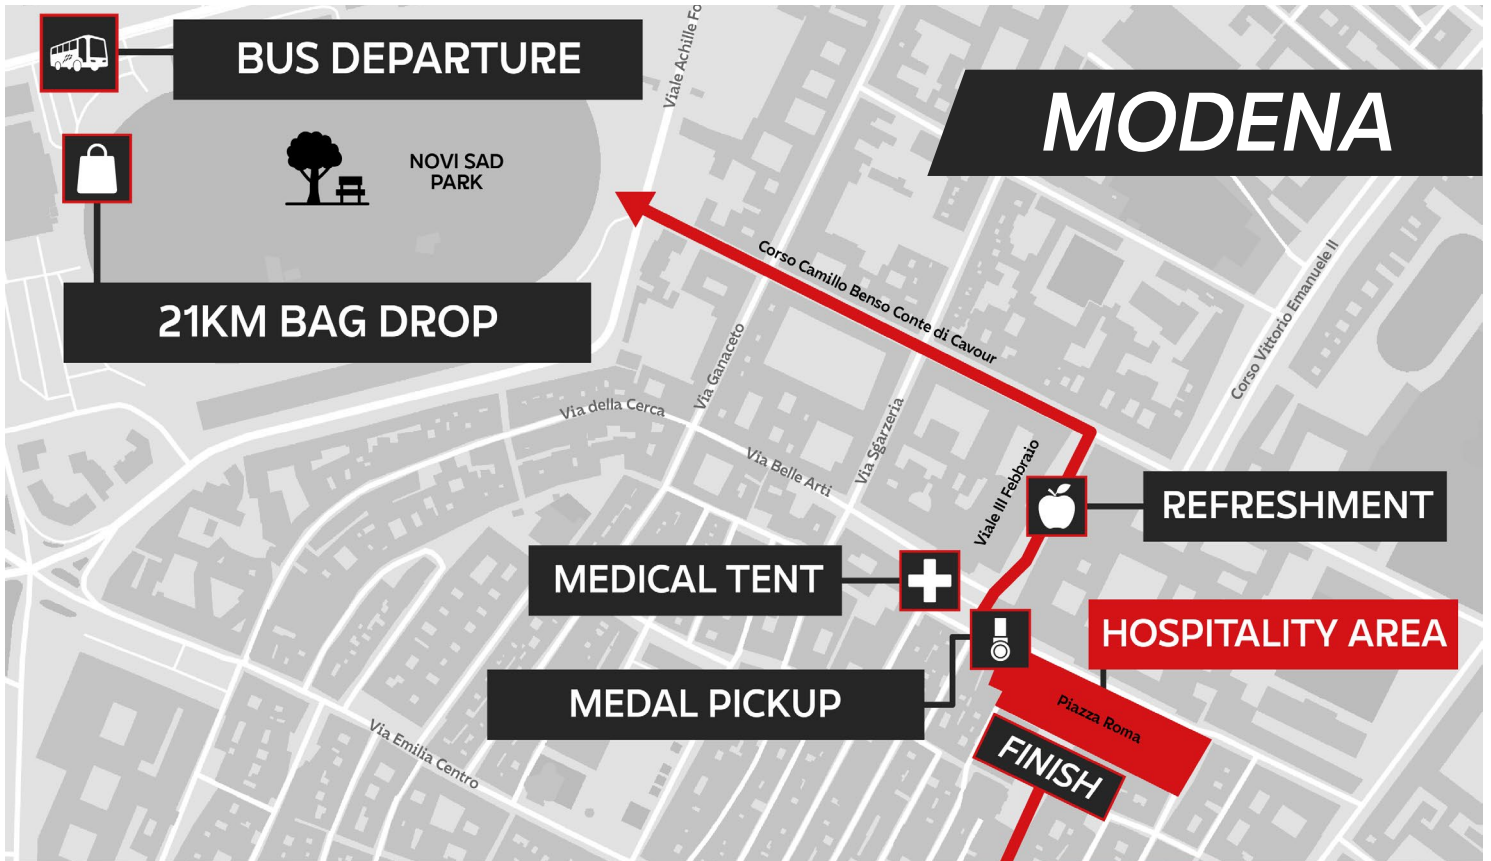 BUS DEPARTURE
Viale Achille Fo
MODENA
NOVI SAD
PARK
21KM BAG DROP
Corso Camillo Benso Conte di Cavour
Corso Vittorio Emanuele II
Via Ganaceto
Via della Cerca
Via Sgarzeria
Via Belle Arti
Viale III Febbraio
REFRESHMENT
MEDICAL TENT
HOSPITALITY AREA
MEDAL PICKUP
Piazza Roma
FINISH
Via Emilia Centro